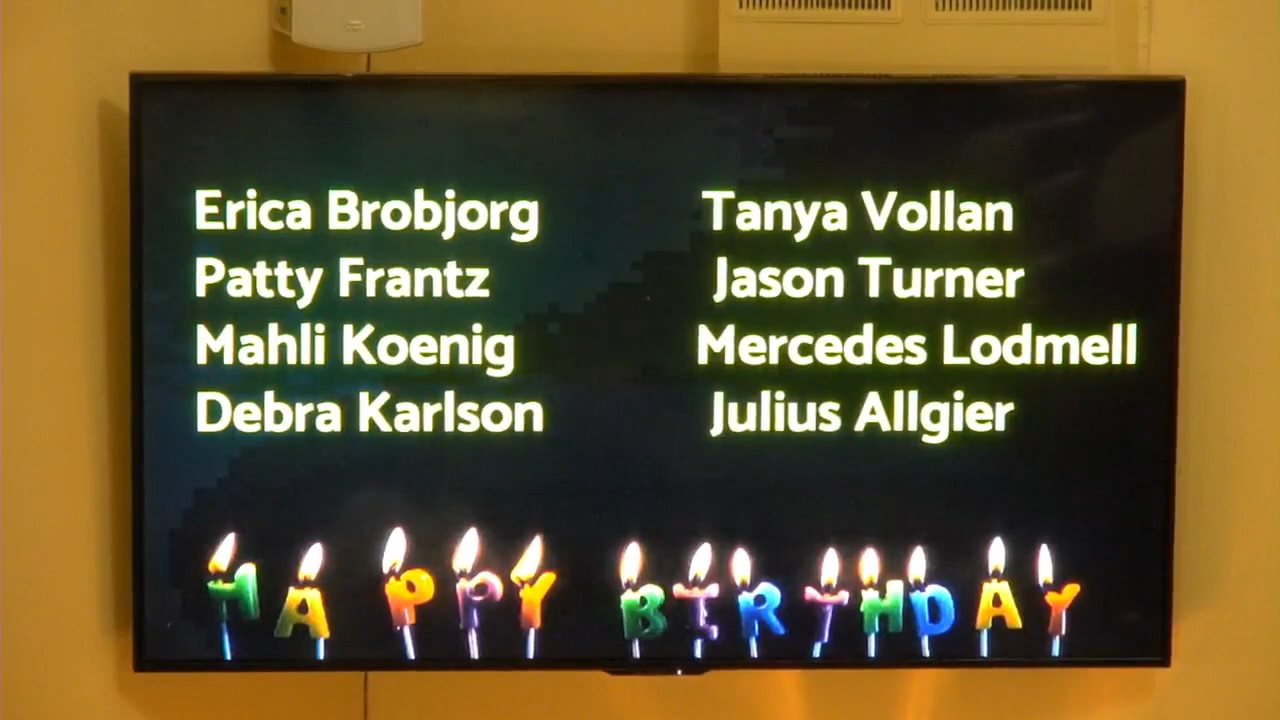 Erica Brobjorg
Patty Frantz
Mahli Koenig
Debra Karlson
Tanya Vollan
Jason Turner
Mercedes Lodmell
Julius Allgier
HAPPY BIRTHDAY